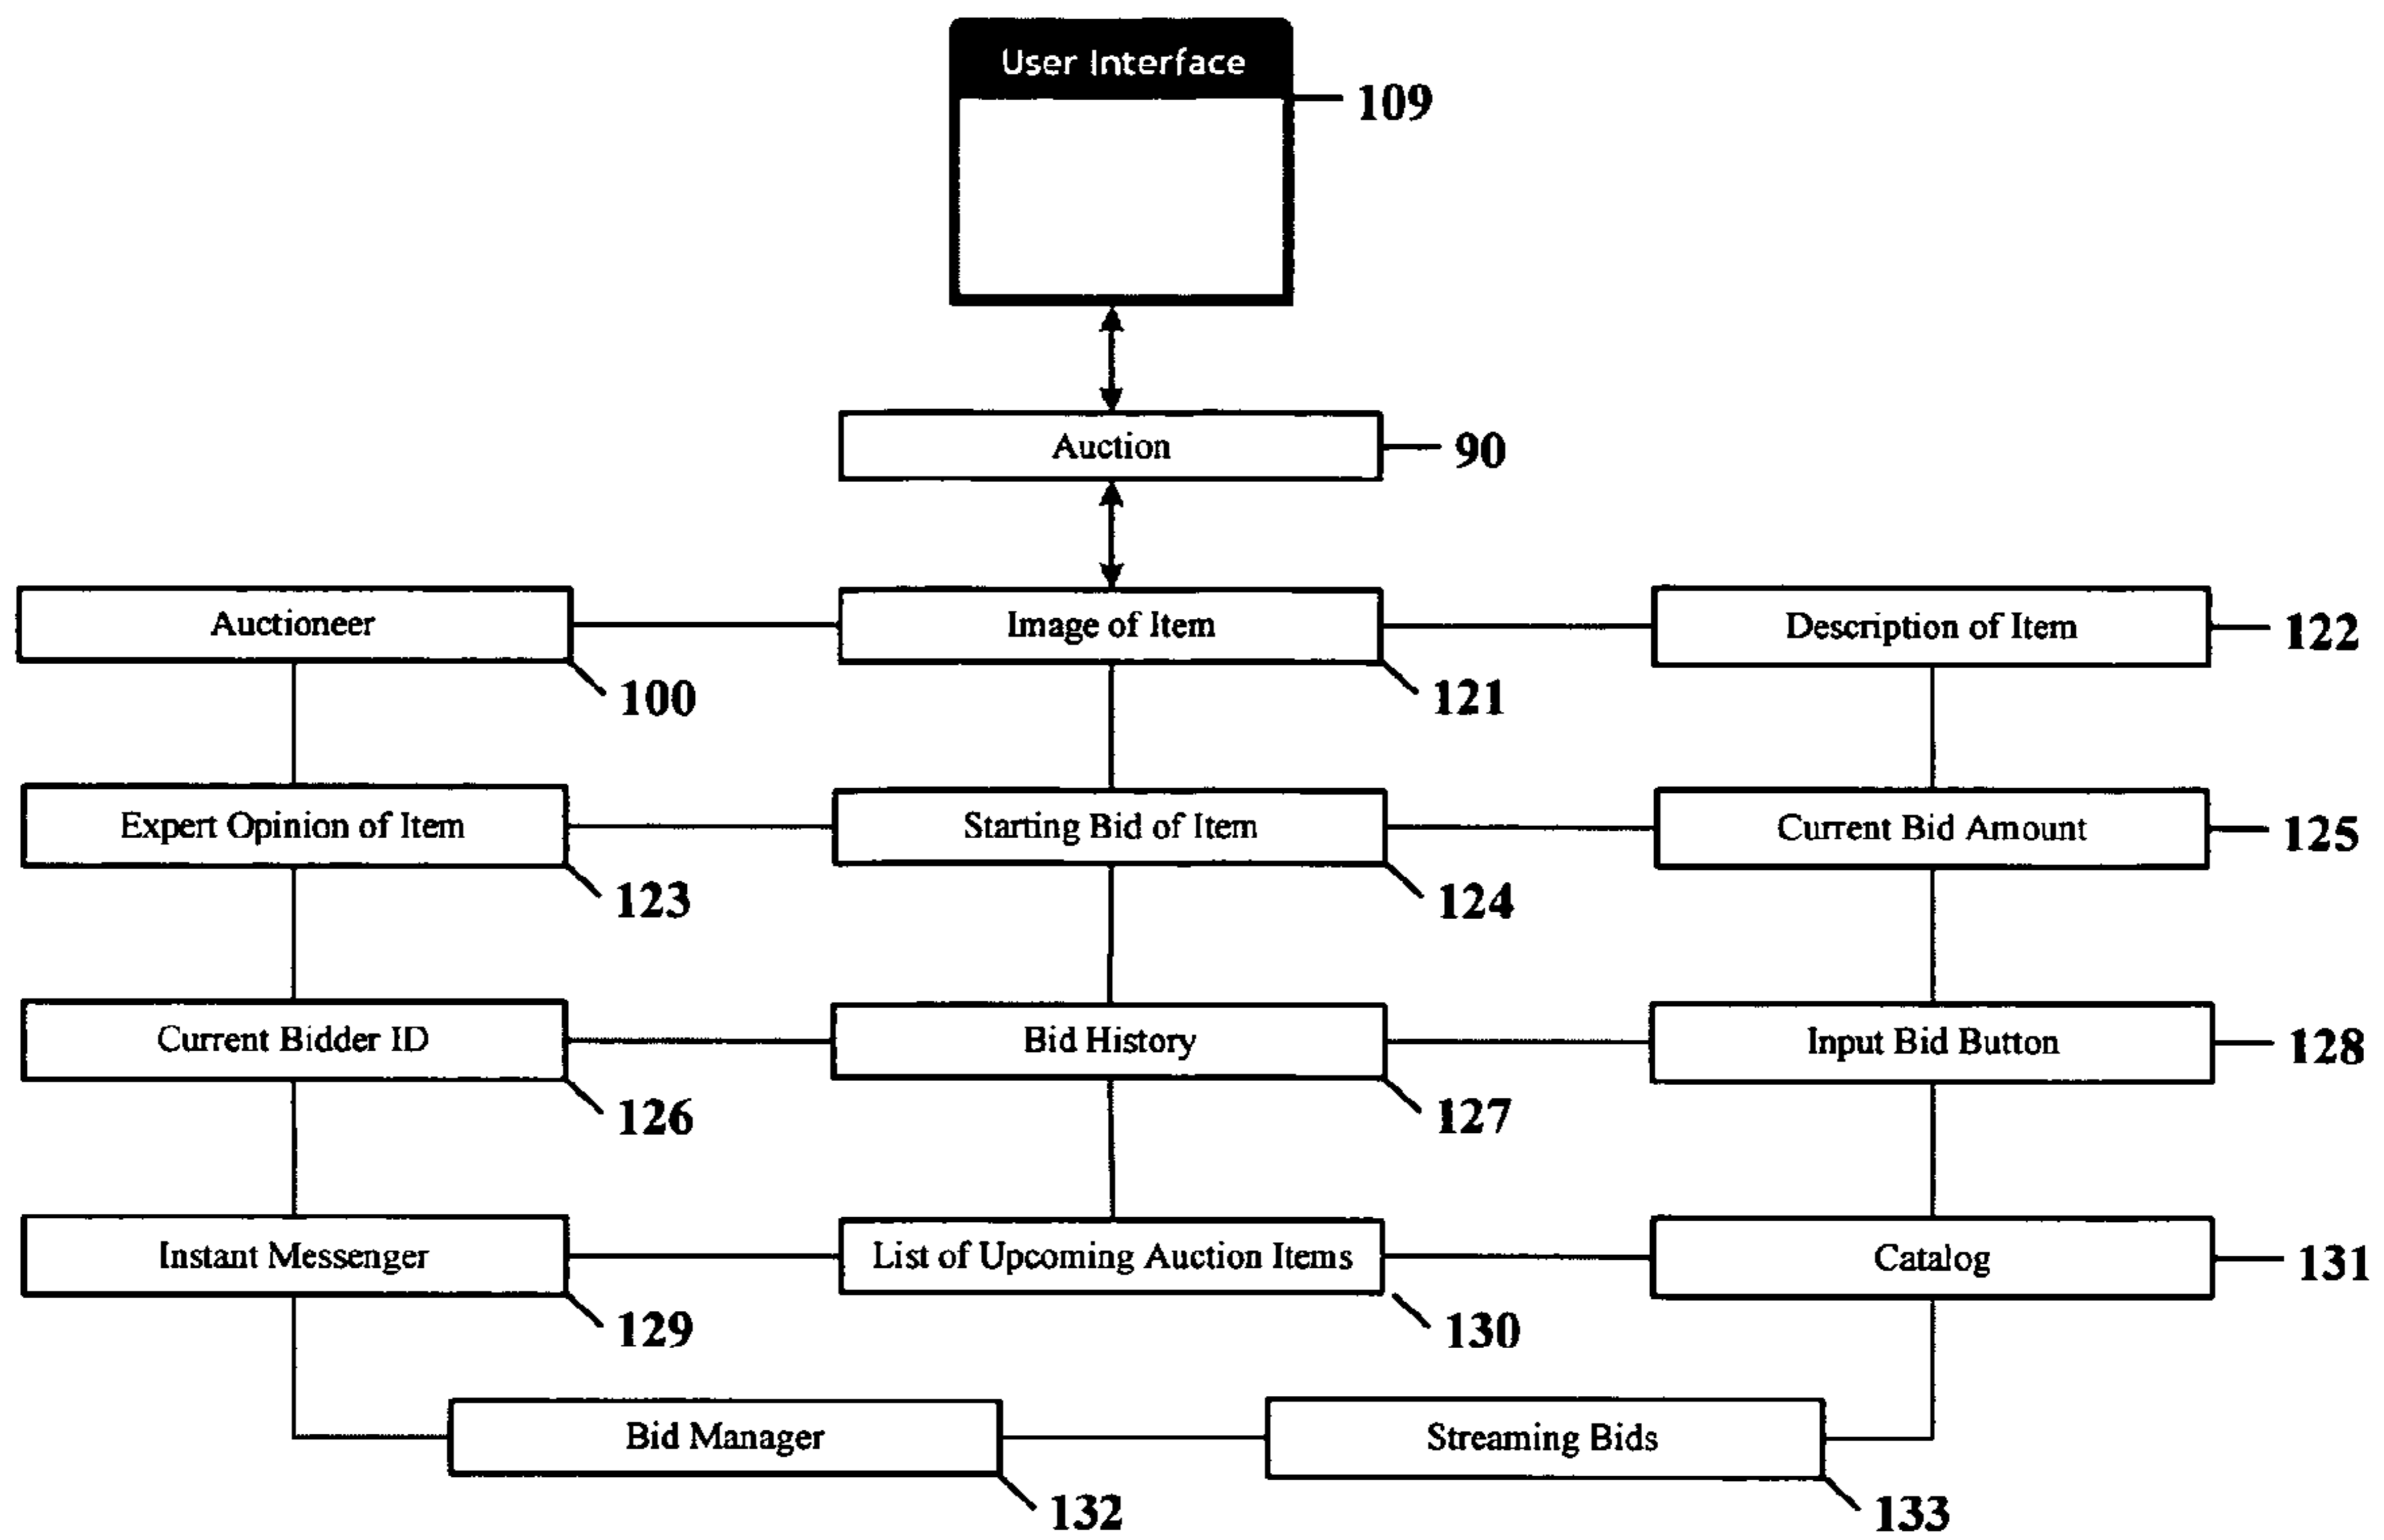 User Interface
109
Auction
90
Auctioneer
Image of Item
Description of Item
122
100
121
Expert Opinion of Item
Starting Bid of Item
Current Bid Amount
125
123
124
Current Bidder ID
Bid History
Input Bid Button
128
126
127
Instant Messenger
List of Upcoming Auction Items
Catalog
131
129
130
Bid Manager
Streaming Bids
132
133